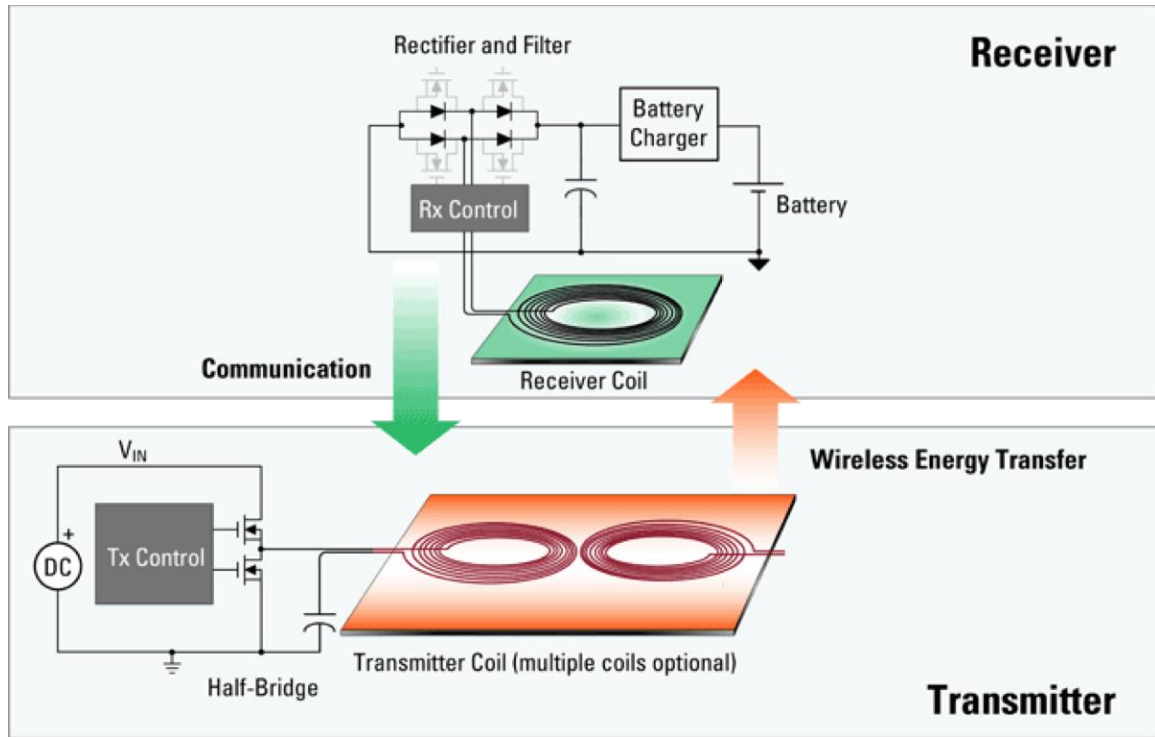 Receiver
Rectifier and Filter
Battery
Charger
Rx Control
Battery
Communication
Receiver Coil
Wireless Energy Transfer
VIN
+
DC
Tx Control
Transmitter Coil (multiple coils optional)
Half-Bridge
Transmitter